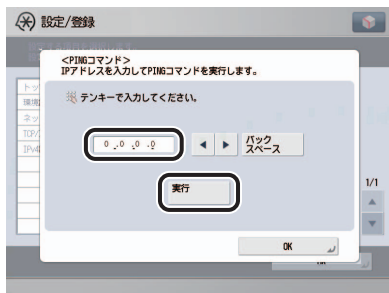 設定/登録
<PINGコマンド>
IPアドレスを入力してPINGコマンドを実行します。
テンキーで入力してください。
0 .0 .0 .0
◀ ▶ バック
スペース
実行
1/1
OK